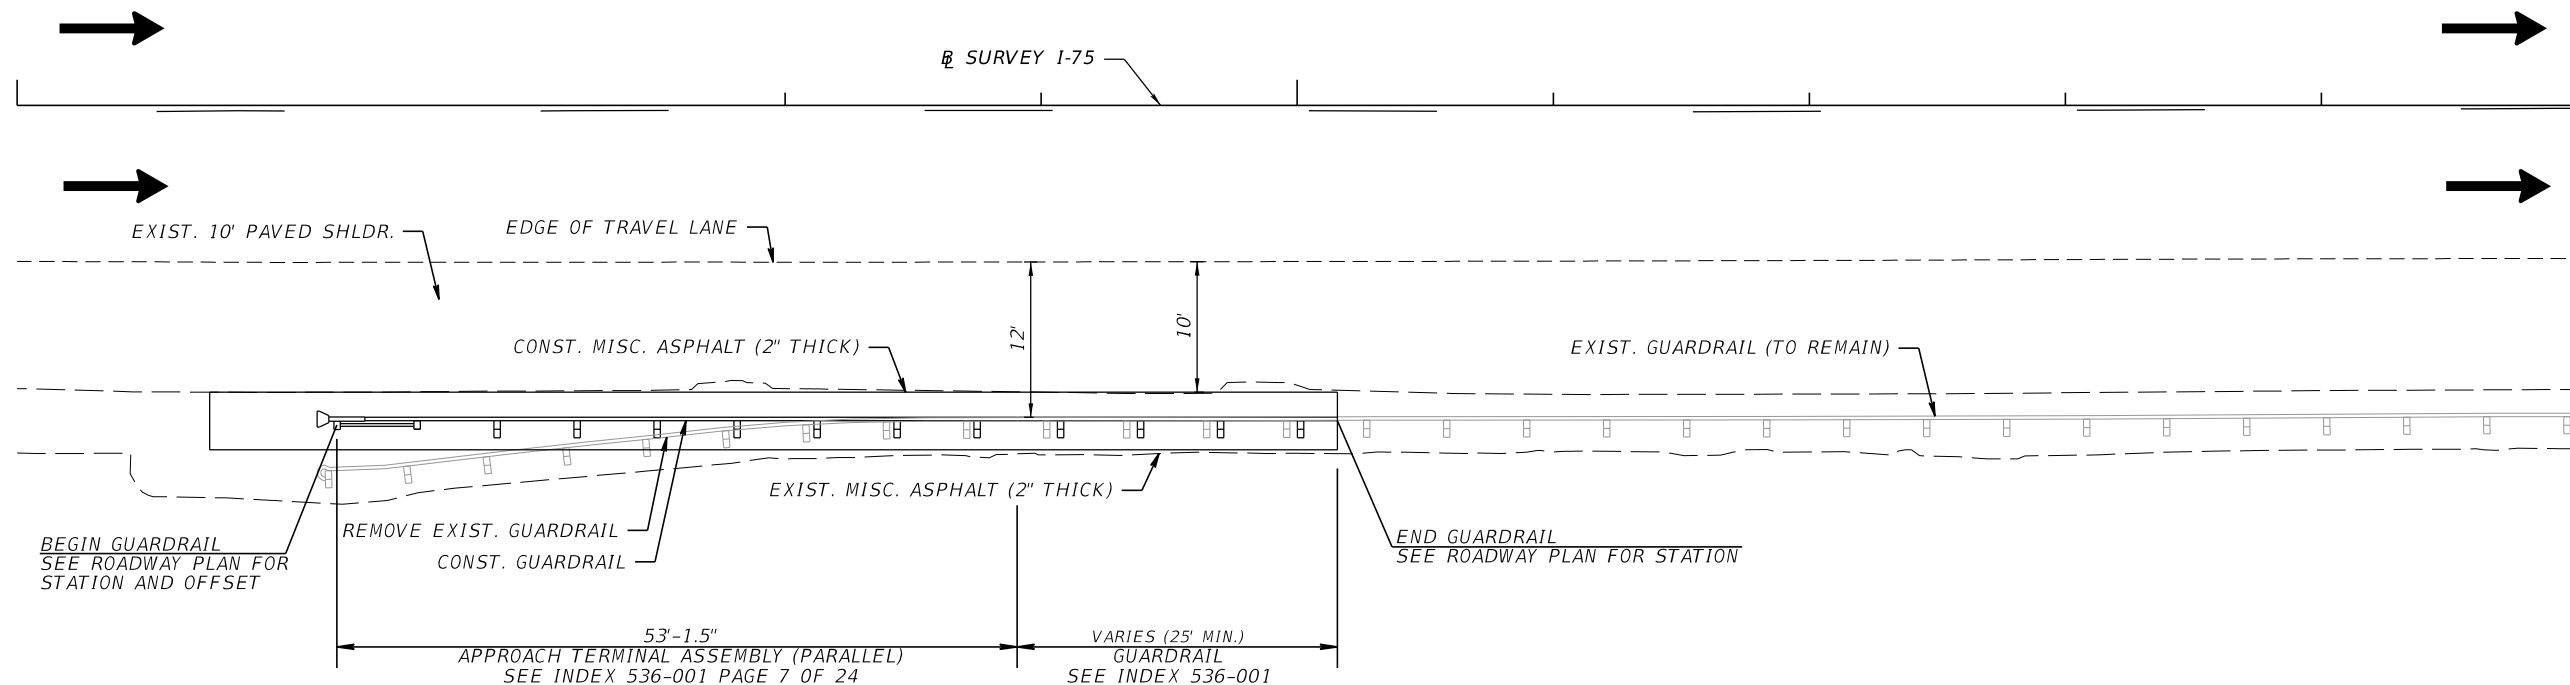 BL SURVEY I-75
EXIST. 10' PAVED SHLDR.
EDGE OF TRAVEL LANE
12'
10'
CONST. MISC. ASPHALT (2" THICK)
EXIST. GUARDRAIL (TO REMAIN)
EXIST. MISC. ASPHALT (2" THICK)
REMOVE EXIST. GUARDRAIL
CONST. GUARDRAIL
BEGIN GUARDRAIL
SEE ROADWAY PLAN FOR
STATION AND OFFSET
END GUARDRAIL
SEE ROADWAY PLAN FOR STATION
53'-1.5"
APPROACH TERMINAL ASSEMBLY (PARALLEL)
SEE INDEX 536-001 PAGE 7 OF 24
VARIES (25' MIN.)
GUARDRAIL
SEE INDEX 536-001